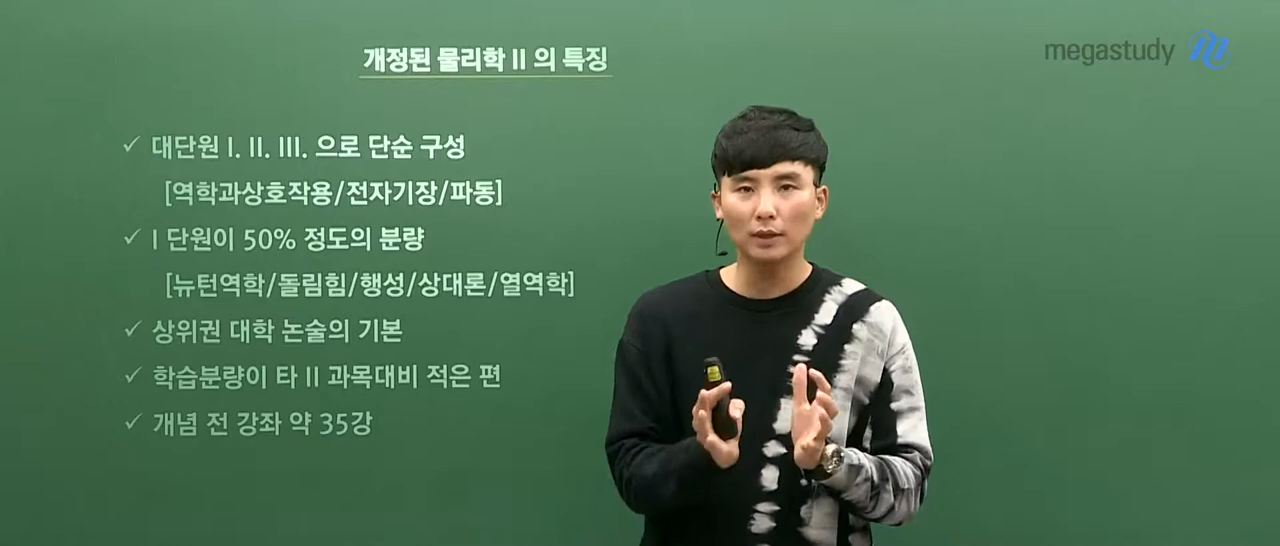 개정된 물리학 II 의 특징
megastudy M
✓ 대단원 I. II. III. 으로 단순 구성
[역학과상호작용/전자기장/파동]
✓ I 단원이 50% 정도의 분량
[뉴턴역학/돌림힘/행성/상대론/열역학]
✓ 상위권 대학 논술의 기본
✓ 학습분량이 타 II 과목대비 적은 편
✓ 개념 전 강좌 약 35강